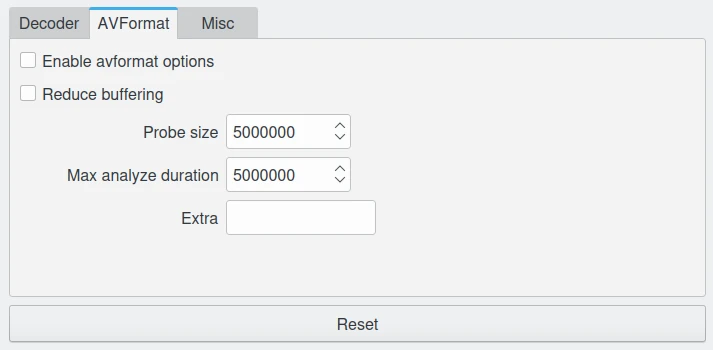 Decoder AVFormat Misc
Enable avformat options
Reduce buffering
Probe size 5000000
Max analyze duration 5000000
Extra
Reset